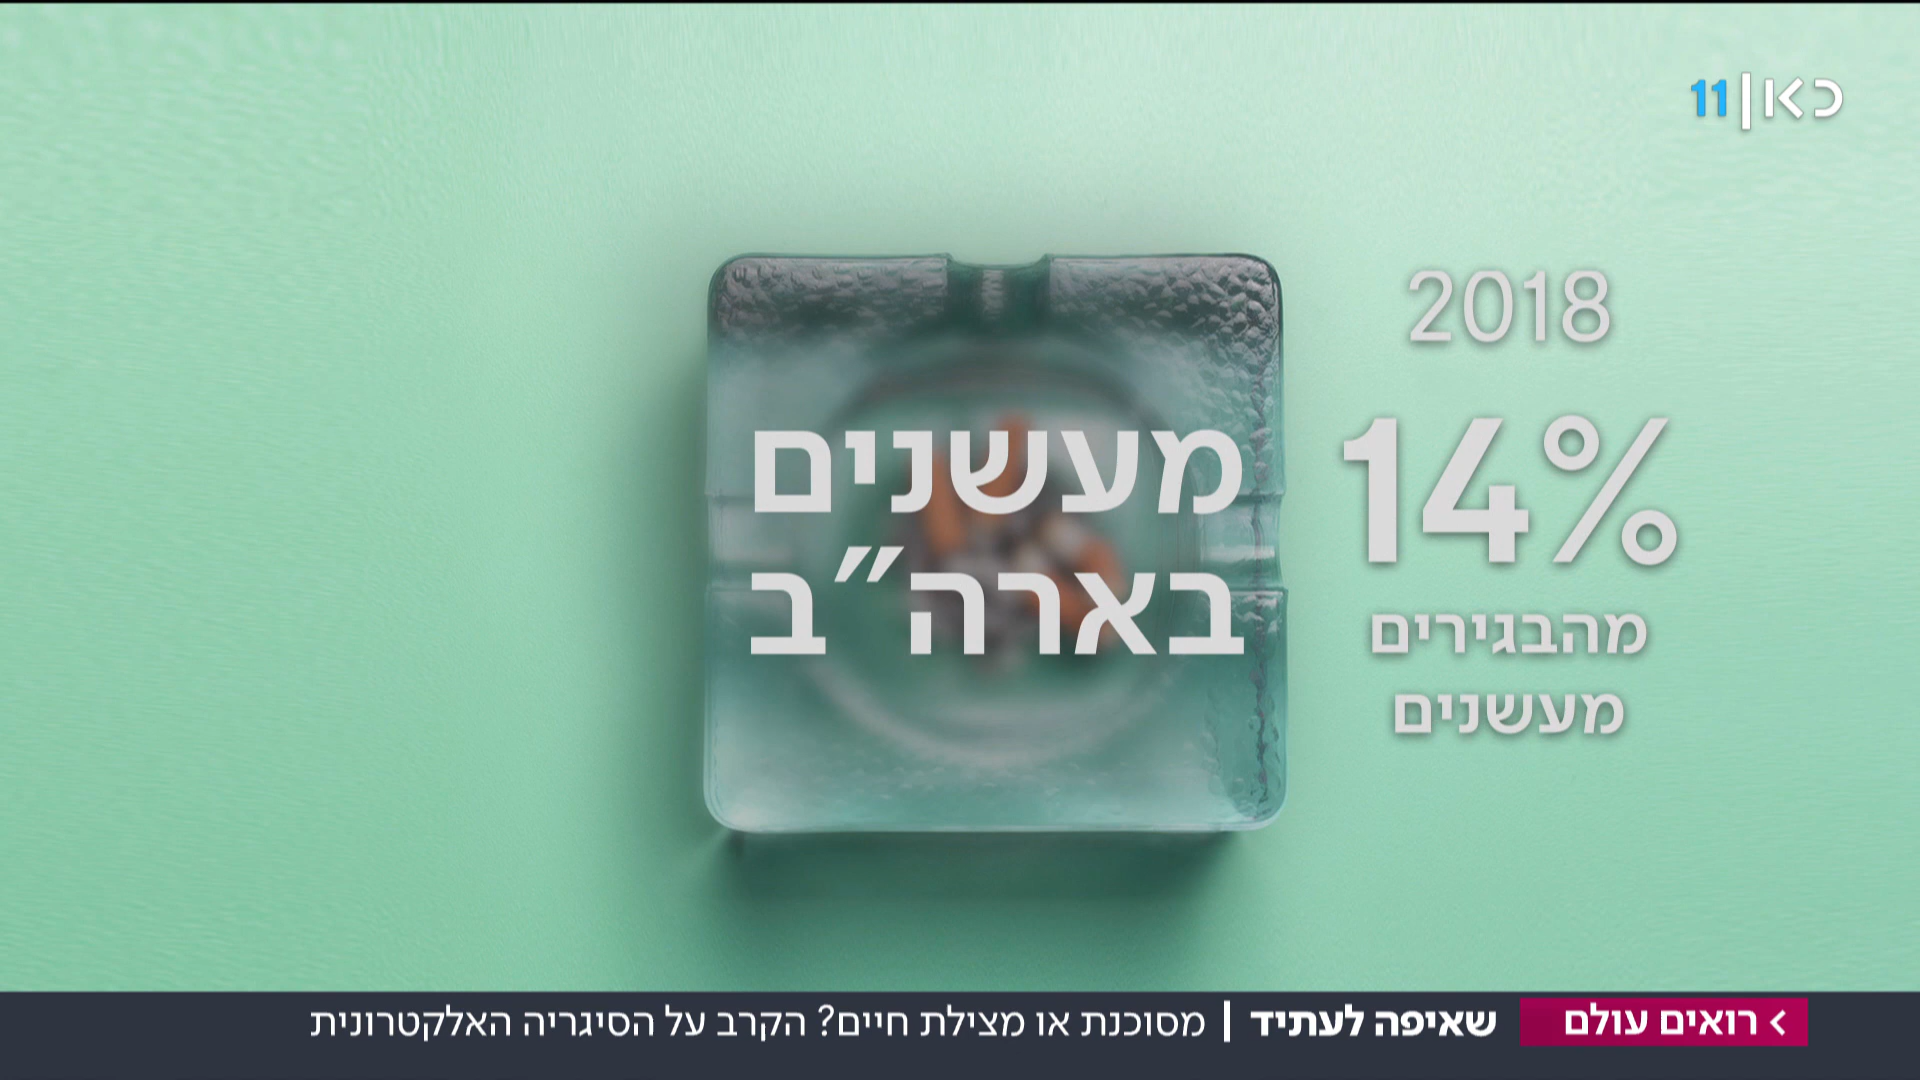 כאן|11
2018
14%
מהבגירים
מעשנים
מעשנים
בארה״ב
רואים עולם
שאיפה לעתיד | מסוכנת או מצילת חיים? הקרב על הסיגריה האלקטרונית